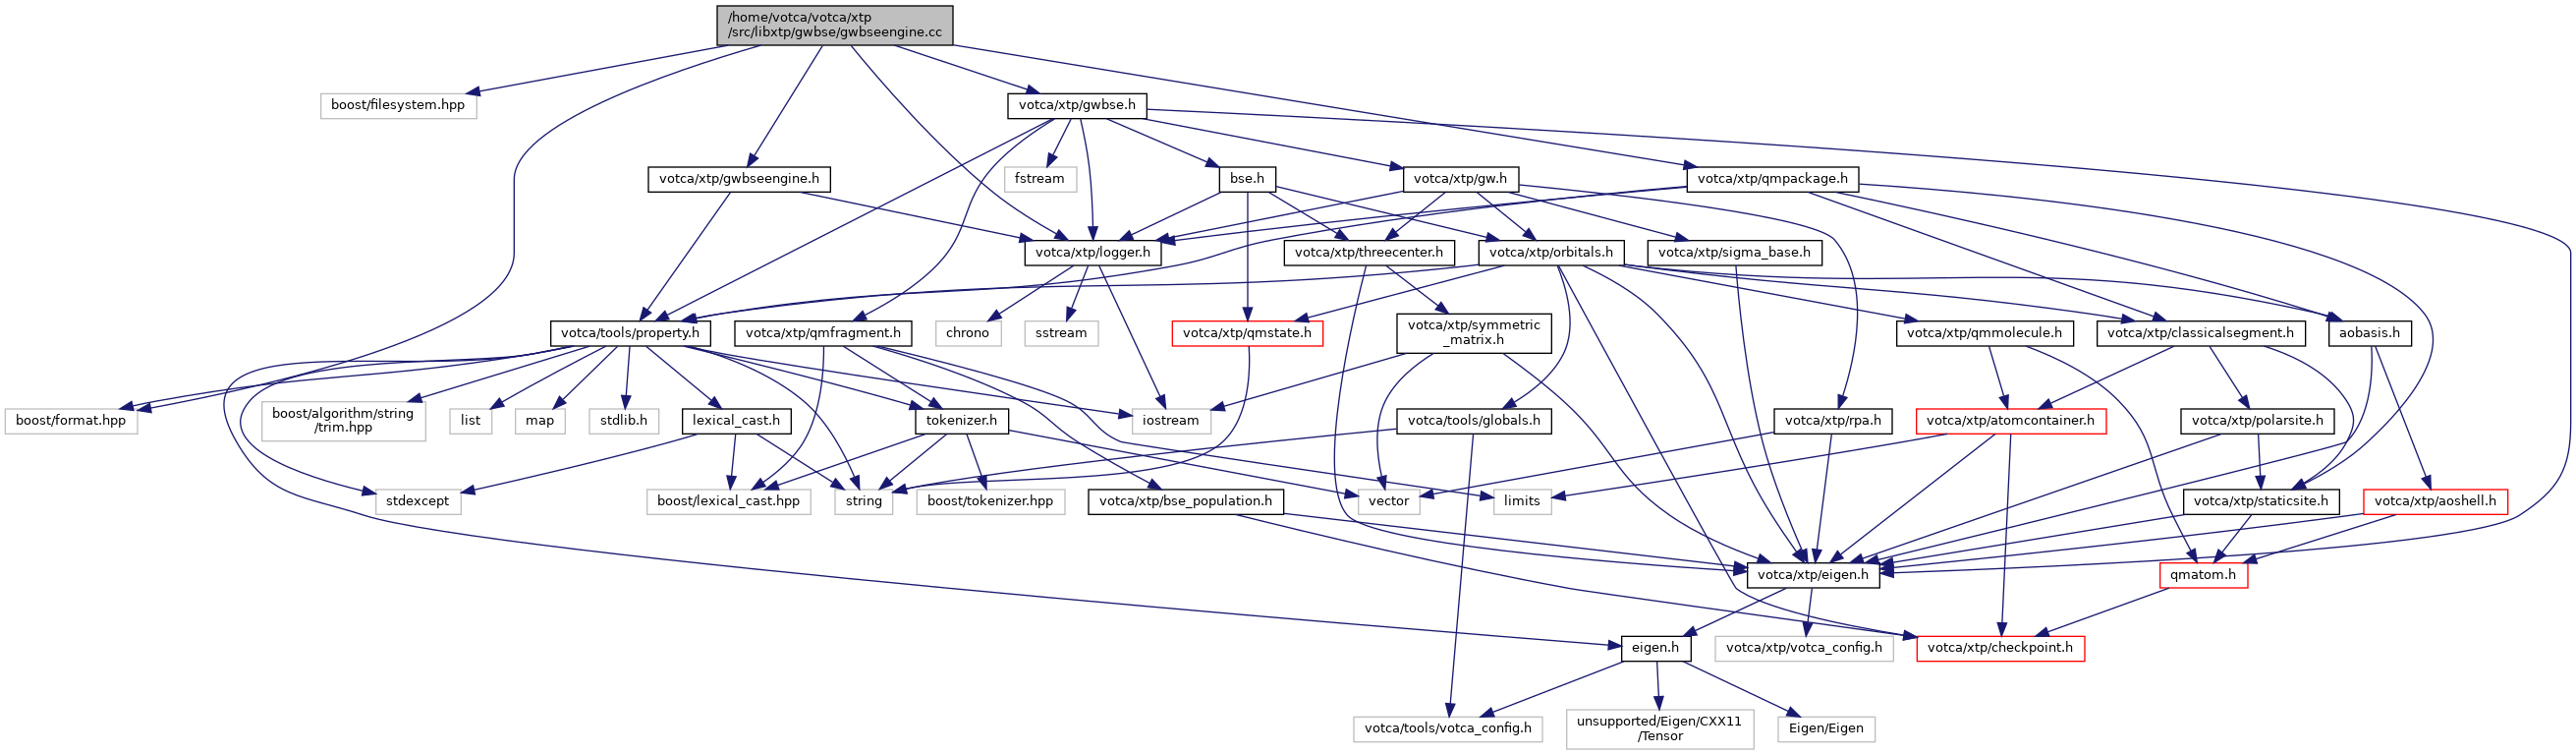 /home/votca/votca/xtp
/src/libxtp/gwbse/gwbseengine.cc
boost/filesystem.hpp
votca/xtp/gwbse.h
votca/xtp/gwbseengine.h
fstream
bse.h
votca/xtp/gw.h
votca/xtp/qmpackage.h
votca/xtp/logger.h
votca/xtp/threecenter.h
votca/xtp/orbitals.h
votca/xtp/sigma_base.h
votca/tools/property.h
votca/xtp/qmfragment.h
chrono
sstream
votca/xtp/qmstate.h
votca/xtp/symmetric
_matrix.h
votca/xtp/qmmolecule.h
votca/xtp/classicalsegment.h
aobasis.h
boost/format.hpp
boost/algorithm/string
/trim.hpp
list
map
stdlib.h
lexical_cast.h
tokenizer.h
iostream
votca/tools/globals.h
votca/xtp/rpa.h
votca/xtp/atomcontainer.h
votca/xtp/polarsite.h
stdexcept
boost/lexical_cast.hpp
string
boost/tokenizer.hpp
votca/xtp/bse_population.h
vector
limits
votca/xtp/staticsite.h
votca/xtp/aoshell.h
votca/xtp/eigen.h
qmatom.h
eigen.h
votca/xtp/votca_config.h
votca/xtp/checkpoint.h
votca/tools/votca_config.h
unsupported/Eigen/CXX11
/Tensor
Eigen/Eigen